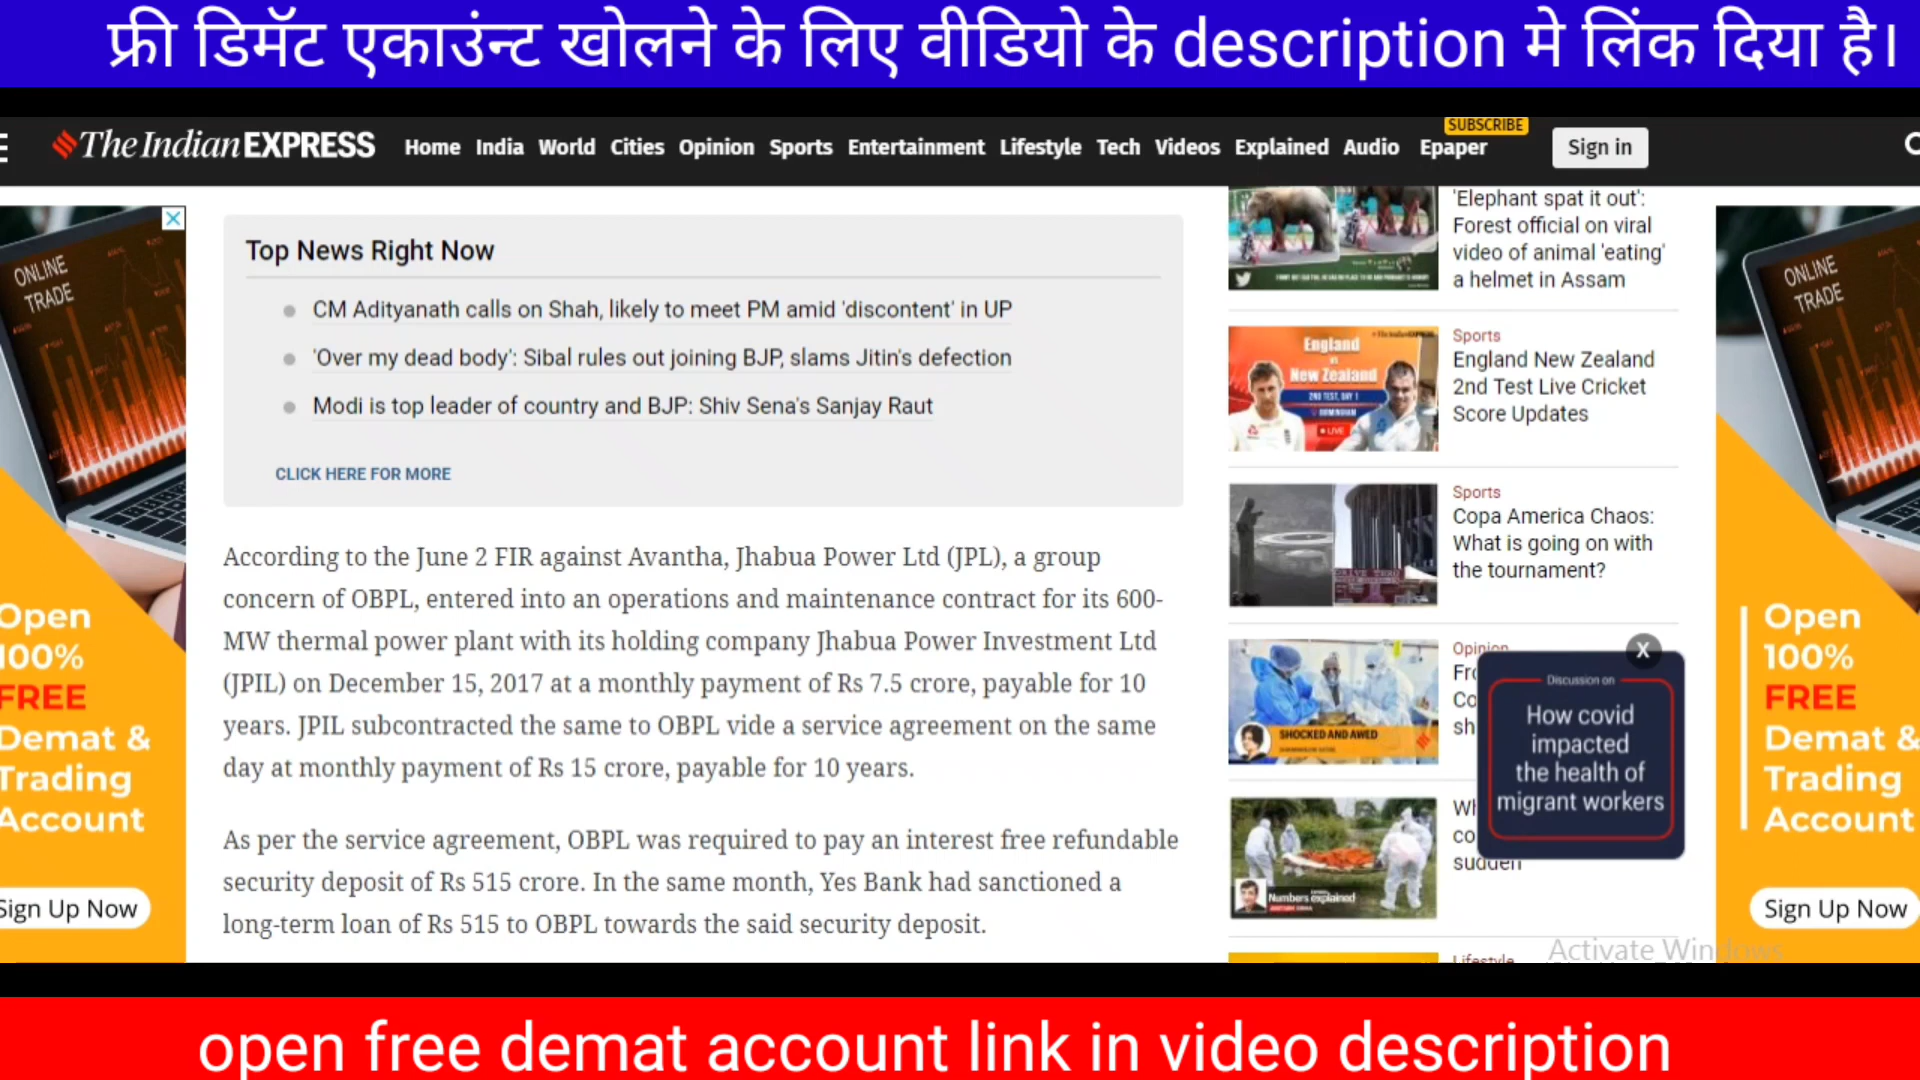 फ्री डिमॅट एकाउंन्ट खोलने के लिए वीडियो के description मे लिंक दिया है।
SUBSCRIBE
The Indian EXPRESS Home India World Cities Opinion Sports Entertainment Lifestyle Tech Videos Explained Audio Epaper Sign in
ONLINE
TRADE
Open
100%
FREE
Demat &
Trading
Account
Sign Up Now
Top News Right Now
CM Adityanath calls on Shah, likely to meet PM amid 'discontent' in UP
'Over my dead body': Sibal rules out joining BJP, slams Jitin's defection
Modi is top leader of country and BJP: Shiv Sena's Sanjay Raut
CLICK HERE FOR MORE
According to the June 2 FIR against Avantha, Jhabua Power Ltd (JPL), a group
concern of OBPL, entered into an operations and maintenance contract for its 600-
MW thermal power plant with its holding company Jhabua Power Investment Ltd
(JPIL) on December 15, 2017 at a monthly payment of Rs 7.5 crore, payable for 10
years. JPIL subcontracted the same to OBPL vide a service agreement on the same
day at monthly payment of Rs 15 crore, payable for 10 years.
As per the service agreement, OBPL was required to pay an interest free refundable
security deposit of Rs 515 crore. In the same month, Yes Bank had sanctioned a
long-term loan of Rs 515 to OBPL towards the said security deposit.
'Elephant spat it out':
Forest official on viral
video of animal 'eating'
a helmet in Assam
England
vs
New Zealand
2ND TEST, DAY 1
BIRMINGHAM
LIVE
Sports
England New Zealand
2nd Test Live Cricket
Score Updates
Sports
Copa America Chaos:
What is going on with
the tournament?
Opinion
SHOCKED AND AWED
Numbers explained
sudden
Lifestyle
X
Discussion on
How covid
impacted
the health of
migrant workers
ONLINE
TRADE
Open
100%
FREE
Demat &
Trading
Account
Sign Up Now
Activate Windows
open free demat account link in video description